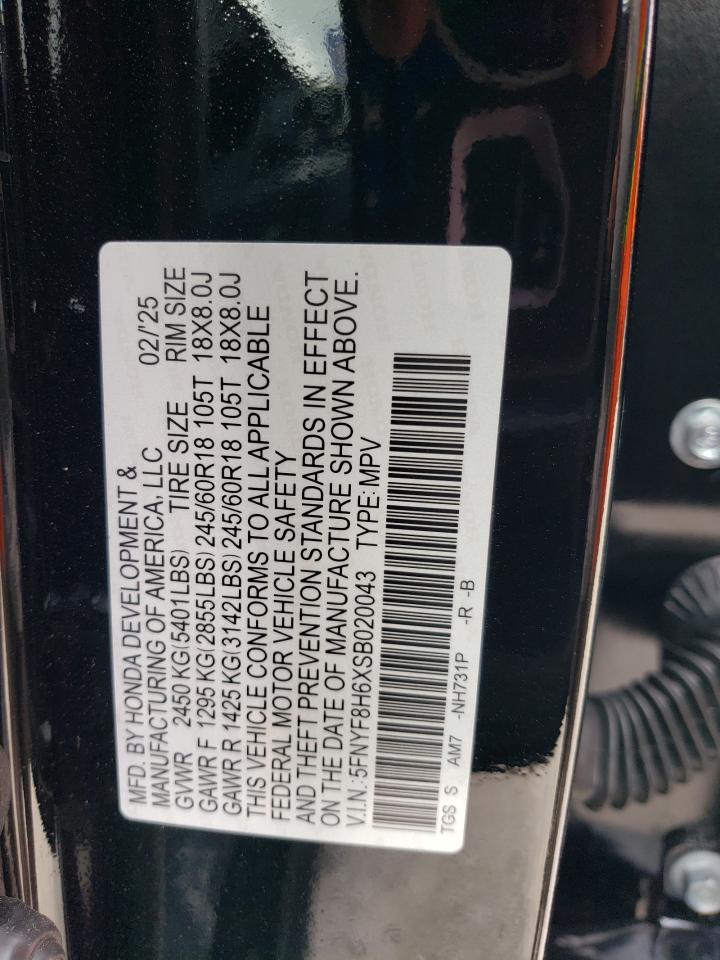 MFD. BY HONDA DEVELOPMENT &
MANUFACTURING OF AMERICA, LLC 02/'25
GVWR 2450 KG(5401LBS) TIRE SIZE RIM SIZE
GAWR F 1295 KG(2855LBS) 245/60R18 105T 18X8.0J
GAWR R 1425 KG(3142LBS) 245/60R18 105T 18X8.0J
THIS VEHICLE CONFORMS TO ALL APPLICABLE
FEDERAL MOTOR VEHICLE SAFETY
AND THEFT PREVENTION STANDARDS IN EFFECT
ON THE DATE OF MANUFACTURE SHOWN ABOVE.
V.I.N.:5FNYF8H6XSB020043 TYPE:MPV
TGS S AM7 -NH731P -R -B